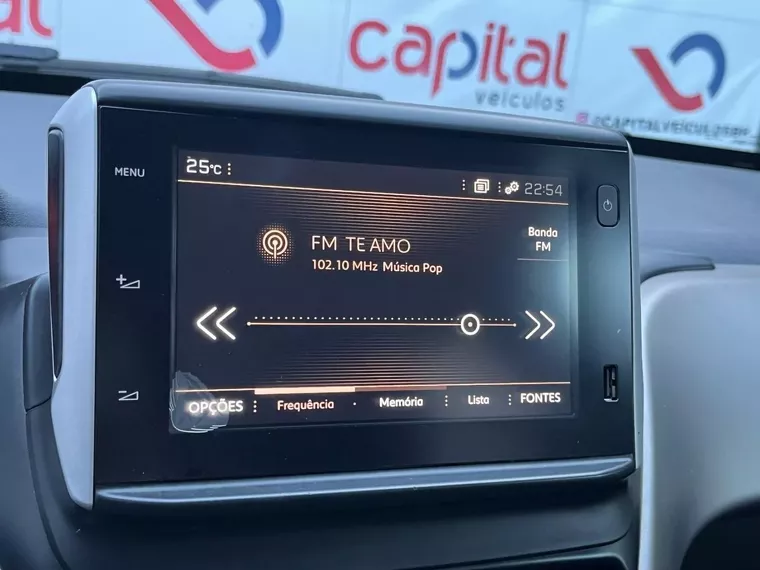 capital
veículos
@CAPITALVEICULOSBR
MENU
25°C
22:54
FM TE AMO
102.10 MHz Música Pop
Banda
FM
OPÇÕES
Frequência
Memória
Lista
FONTES